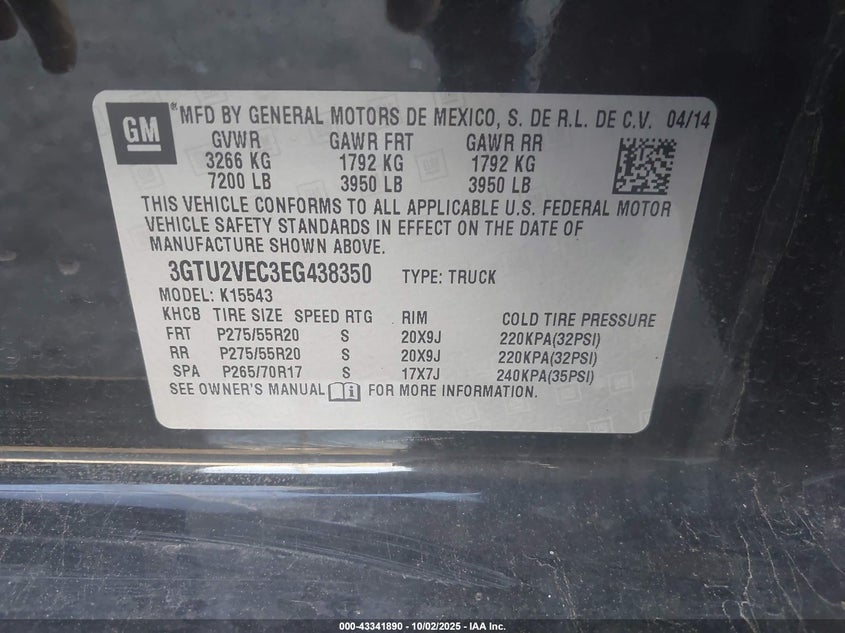 GM
® MFD BY GENERAL MOTORS DE MEXICO, S. DE R.L. DE C.V. 04/14
GVWR GAWR FRT GAWR RR
3266 KG 1792 KG 1792 KG
7200 LB 3950 LB 3950 LB
THIS VEHICLE CONFORMS TO ALL APPLICABLE U.S. FEDERAL MOTOR
VEHICLE SAFETY STANDARDS IN EFFECT ON THE DATE OF
MANUFACTURE SHOWN ABOVE.
3GTU2VEC3EG438350 TYPE: TRUCK
MODEL: K15543
KHCB TIRE SIZE SPEED RTG RIM COLD TIRE PRESSURE
FRT P275/55R20 S 20X9J 220KPA(32PSI)
RR P275/55R20 S 20X9J 220KPA(32PSI)
SPA P265/70R17 S 17X7J 240KPA(35PSI)
SEE OWNER'S MANUAL FOR MORE INFORMATION.
000-43341890 - 10/02/2025 - IAA Inc.